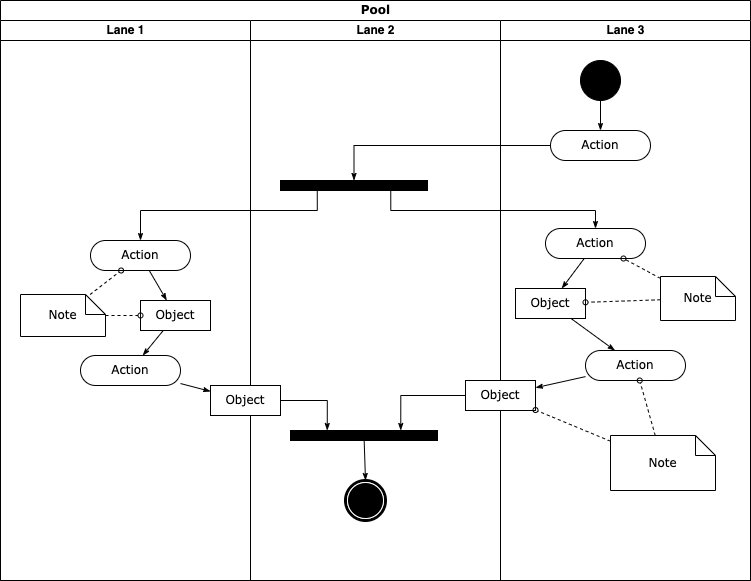 Pool
Lane 1
Lane 2
Lane 3
Action
Action
Action
Note
Object
Object
Note
Action
Action
Object
Object
Note